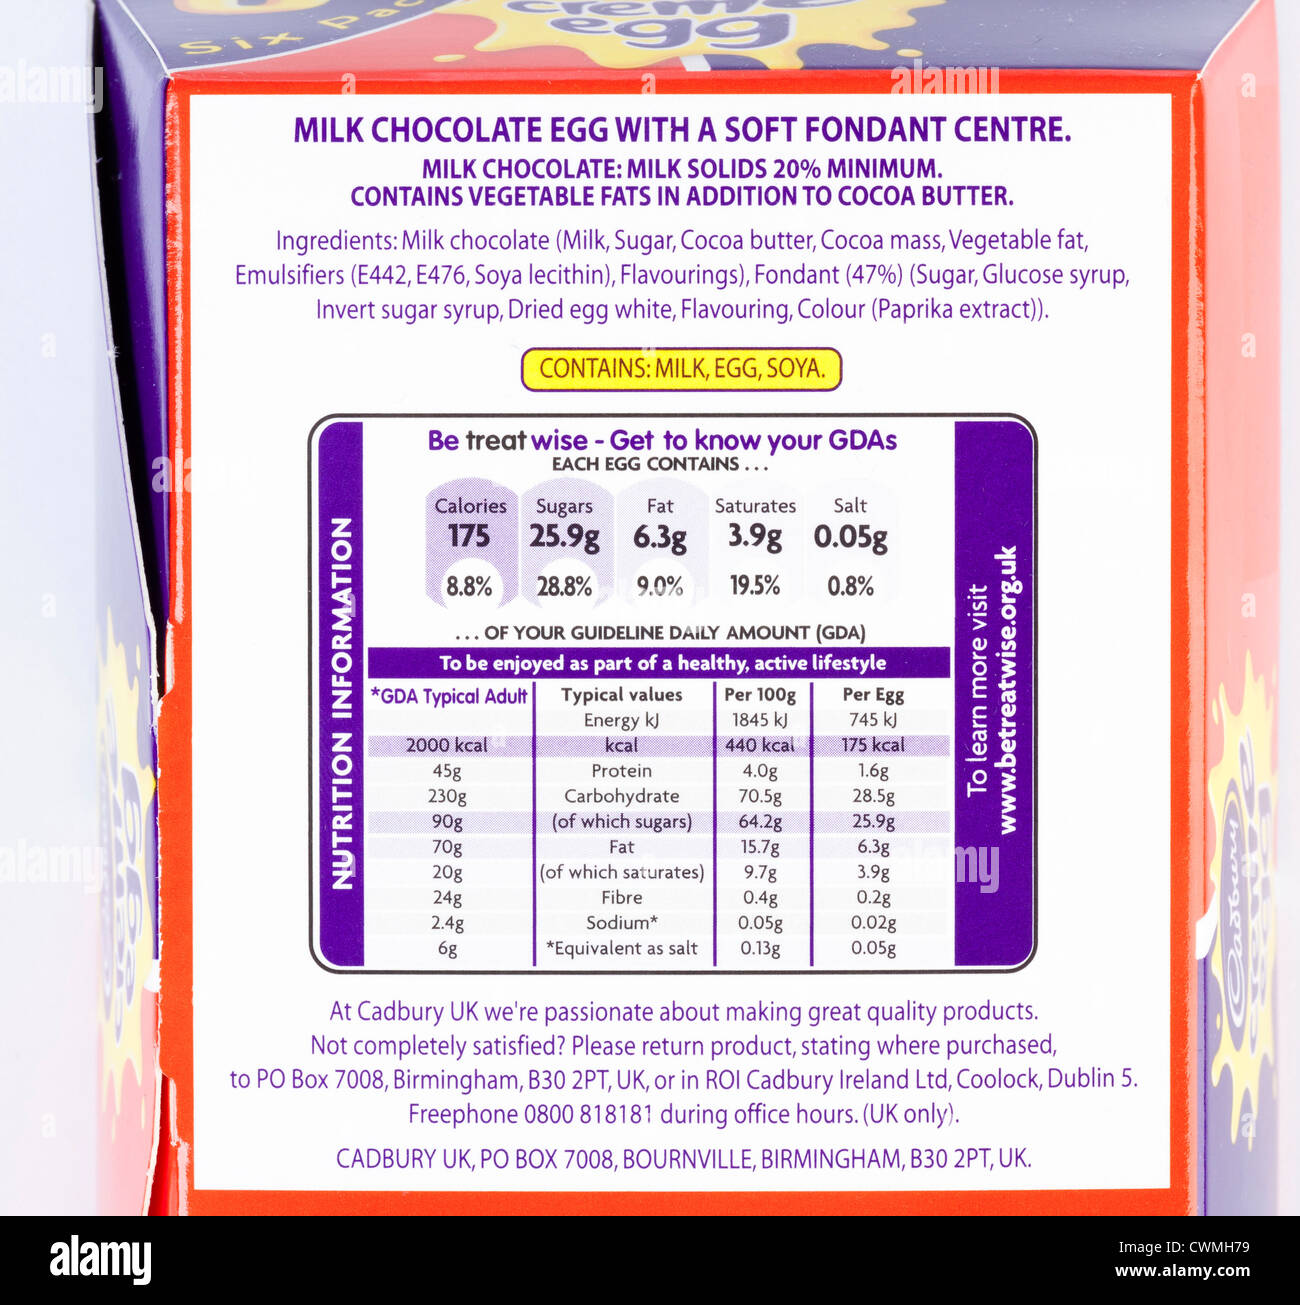 Six Pac
creme
egg
MILK CHOCOLATE EGG WITH A SOFT FONDANT CENTRE.
MILK CHOCOLATE: MILK SOLIDS 20% MINIMUM.
CONTAINS VEGETABLE FATS IN ADDITION TO COCOA BUTTER.
Ingredients: Milk chocolate (Milk, Sugar, Cocoa butter, Cocoa mass, Vegetable fat,
Emulsifiers (E442, E476, Soya lecithin), Flavourings), Fondant (47%) (Sugar, Glucose syrup,
Invert sugar syrup, Dried egg white, Flavouring, Colour (Paprika extract)).
CONTAINS: MILK, EGG, SOYA.
NUTRITION INFORMATION
Be treatwise - Get to know your GDAs
EACH EGG CONTAINS ...
Calories Sugars Fat Saturates Salt
175 25.9g 6.3g 3.9g 0.05g
8.8% 28.8% 9.0% 19.5% 0.8%
... OF YOUR GUIDELINE DAILY AMOUNT (GDA)
To be enjoyed as part of a healthy, active lifestyle
*GDA Typical Adult Typical values Per 100g Per Egg
Energy kJ 1845 kJ 745 kJ
2000 kcal kcal 440 kcal 175 kcal
45g Protein 4.0g 1.6g
230g Carbohydrate 70.5g 28.5g
90g (of which sugars) 64.2g 25.9g
70g Fat 15.7g 6.3g
20g (of which saturates) 9.7g 3.9g
24g Fibre 0.4g 0.2g
2.4g Sodium* 0.05g 0.02g
6g *Equivalent as salt 0.13g 0.05g
To learn more visit
www.betreatwise.org.uk
At Cadbury UK we're passionate about making great quality products.
Not completely satisfied? Please return product, stating where purchased,
to PO Box 7008, Birmingham, B30 2PT, UK, or in ROI Cadbury Ireland Ltd, Coolock, Dublin 5.
Freephone 0800 818181 during office hours. (UK only).
CADBURY UK, PO BOX 7008, BOURNVILLE, BIRMINGHAM, B30 2PT, UK.
Cadbury
creme
egg
alamy
Image ID: CWMH79
www.alamy.com